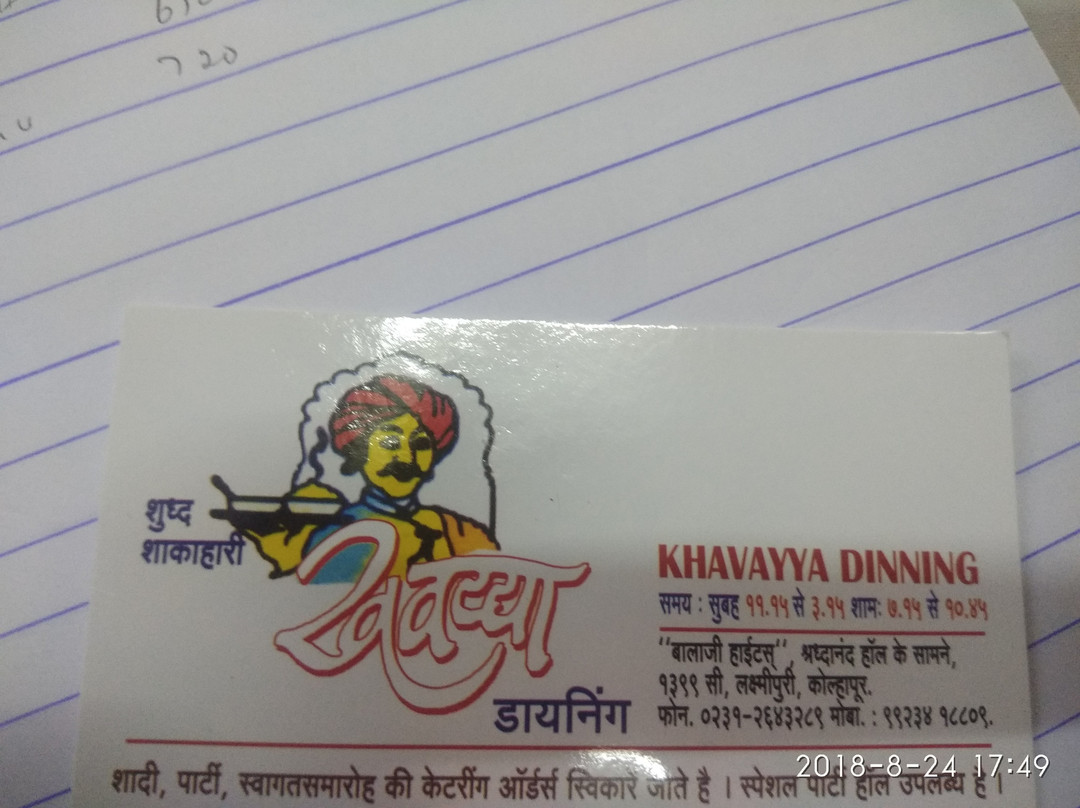 720
शुध्द
शाकाहारी
खवय्या
डायनिंग
KHAVAYYA DINNING
समय : सुबह ११.१५ से ३.१५ शामः ७.१५ से १०.४५
"बालाजी हाईटस्", श्रध्दानंद हॉल के सामने,
१३९९ सी, लक्ष्मीपुरी, कोल्हापूर.
फोन. ०२३१-२६४३२८९ मोबा. : ९९२३४ १८८०९.
शादी, पार्टी, स्वागतसमारोह की केटरींग ऑर्डर्स स्विकारे जाते है । स्पेशल पार्टी हॉल उपलब्ध है ।
2018-8-24 17:49